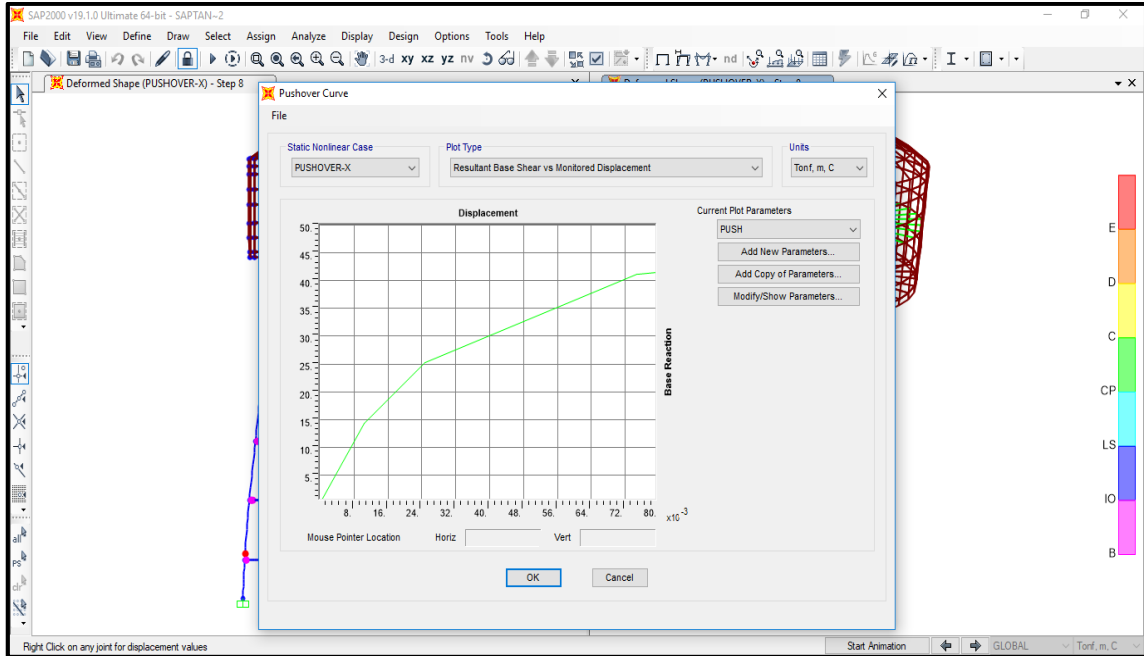 SAP2000 v19.1.0 Ultimate 64-bit - SAPTAN~2
File Edit View Define Draw Select Assign Analyze Display Design Options Tools Help
3-d xy xz yz nv nd
Deformed Shape (PUSHOVER-X) - Step 8
Pushover Curve
File
Static Nonlinear Case
PUSHOVER-X
Plot Type
Resultant Base Shear vs Monitored Displacement
Units
Tonf, m, C
Displacement
50.
45.
40.
35.
30.
25.
20.
15.
10.
5.
8. 16. 24. 32. 40. 48. 56. 64. 72. 80. x10 -3
Base Reaction
Current Plot Parameters
PUSH
Add New Parameters...
Add Copy of Parameters...
Modify/Show Parameters...
Mouse Pointer Location Horiz Vert
OK Cancel
E
D
C
CP
LS
IO
B
all
PS
clr
Right Click on any joint for displacement values
Start Animation
GLOBAL
Tonf, m, C